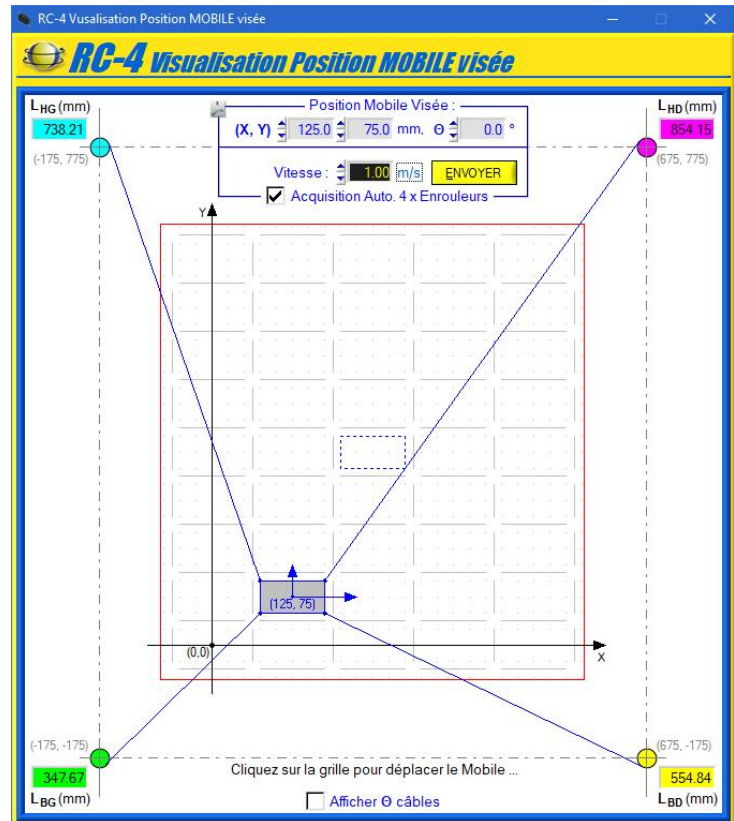 RC-4 Vusalisation Position MOBILE visée
RC-4 Visualisation Position MOBILE visée
LHG (mm)
738.21
(-175, 775)
Position Mobile Visée :
(X, Y) 125.0 75.0 mm, Θ 0.0 °
Vitesse : 1.00 m/s ENVOYER
Acquisition Auto. 4 x Enrouleurs
LHD (mm)
854.15
(675, 775)
Y
(125, 75)
(0,0)
X
(-175, -175)
347.67
LBG (mm)
(675, -175)
554.84
LBD (mm)
Cliquez sur la grille pour déplacer le Mobile ...
Afficher Θ câbles